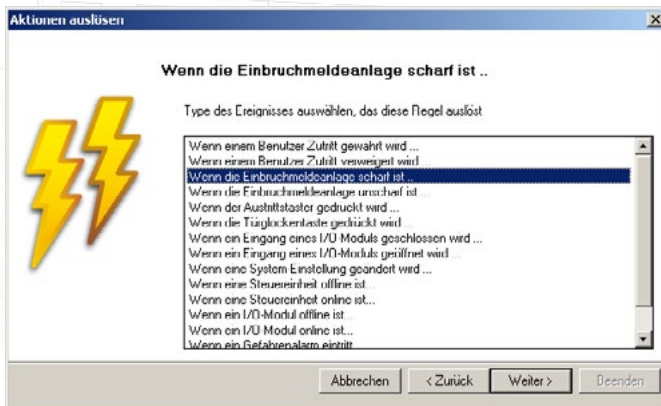 Aktionen auslösen
Wenn die Einbruchmeldeanlage scharf ist ..
Type des Ereignisses auswählen, das diese Regel auslöst
Wenn einem Benutzer Zutritt gewahrt wird ...
Wenn einem Benutzer Zutritt verweigert wird ...
Wenn die Einbruchmeldeanlage scharf ist ..
Wenn die Einbruchmeldeanlage unscharf ist ...
Wenn der Austrittstaster gedruckt wird ...
Wenn die Türglockentaste gedrückt wird ...
Wenn ein Eingang eines I/O-Moduls geschlossen wird ...
Wenn ein Eingang eines I/O-Moduls geöffnet wird ...
Wenn eine System Einstellung geandert wird ...
Wenn eine Steuereinheit offline ist...
Wenn eine Steuereinheit online ist...
Wenn ein I/O-Modul offline ist...
Wenn ein I/O-Modul online ist...
Wenn ein Gefahrenalarm eintritt
Abbrechen < Zurück Weiter > Beenden